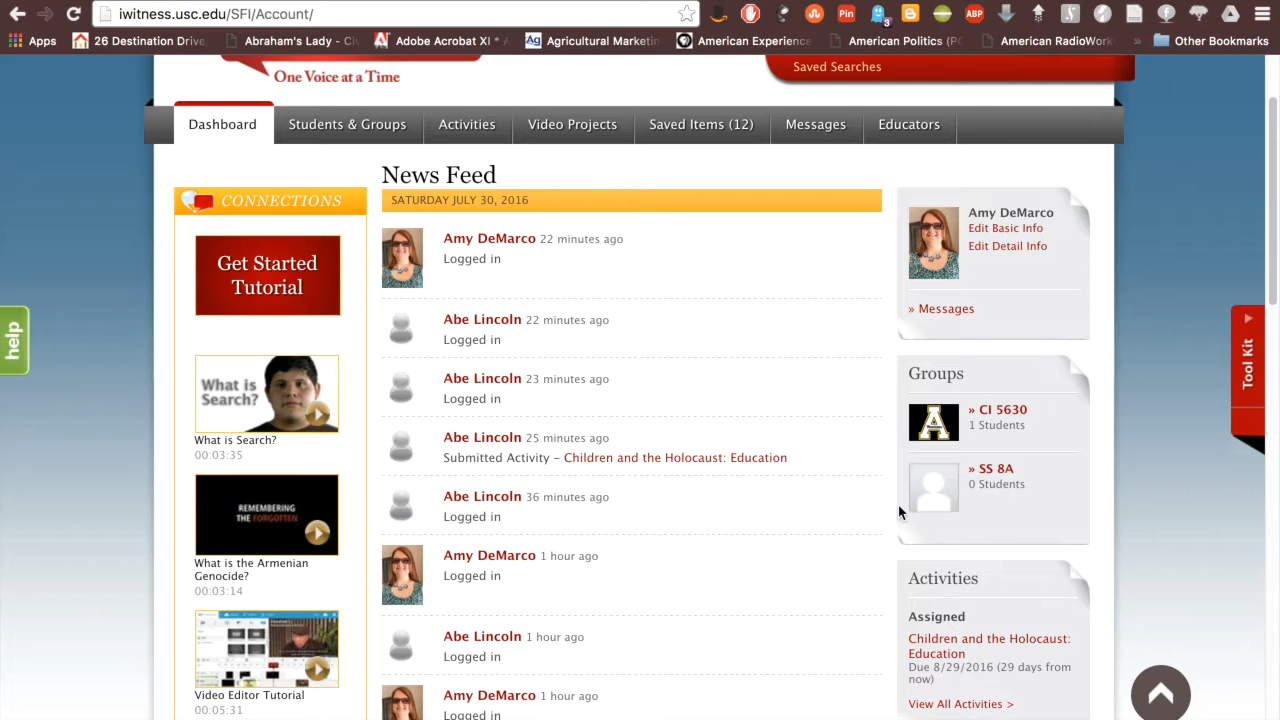 iwitness.usc.edu/SFI/Account/
Apps
26 Destination Drive
Abraham's Lady - Ci
Adobe Acrobat XI * A
Agricultural Marketin
American Experience
American Politics (PC
American RadioWork
»
Other Bookmarks
One Voice at a Time
Saved Searches
Dashboard
Students & Groups
Activities
Video Projects
Saved Items (12)
Messages
Educators
CONNECTIONS
Get Started
Tutorial
What is
Search?
What is Search?
00:03:35
REMEMBERING
THE FORGOTTEN
What is the Armenian
Genocide?
00:03:14
Video Editor Tutorial
00:05:31
help
News Feed
SATURDAY JULY 30, 2016
Amy DeMarco 22 minutes ago
Logged in
Abe Lincoln 22 minutes ago
Logged in
Abe Lincoln 23 minutes ago
Logged in
Abe Lincoln 25 minutes ago
Submitted Activity – Children and the Holocaust: Education
Abe Lincoln 36 minutes ago
Logged in
Amy DeMarco 1 hour ago
Logged in
Abe Lincoln 1 hour ago
Logged in
Amy DeMarco 1 hour ago
Logged in
Amy DeMarco
Edit Basic Info
Edit Detail Info
» Messages
Groups
» CI 5630
1 Students
» SS 8A
0 Students
Activities
Assigned
Children and the Holocaust:
Education
Due 8/29/2016 (29 days from
now)
View All Activities >
Tool Kit